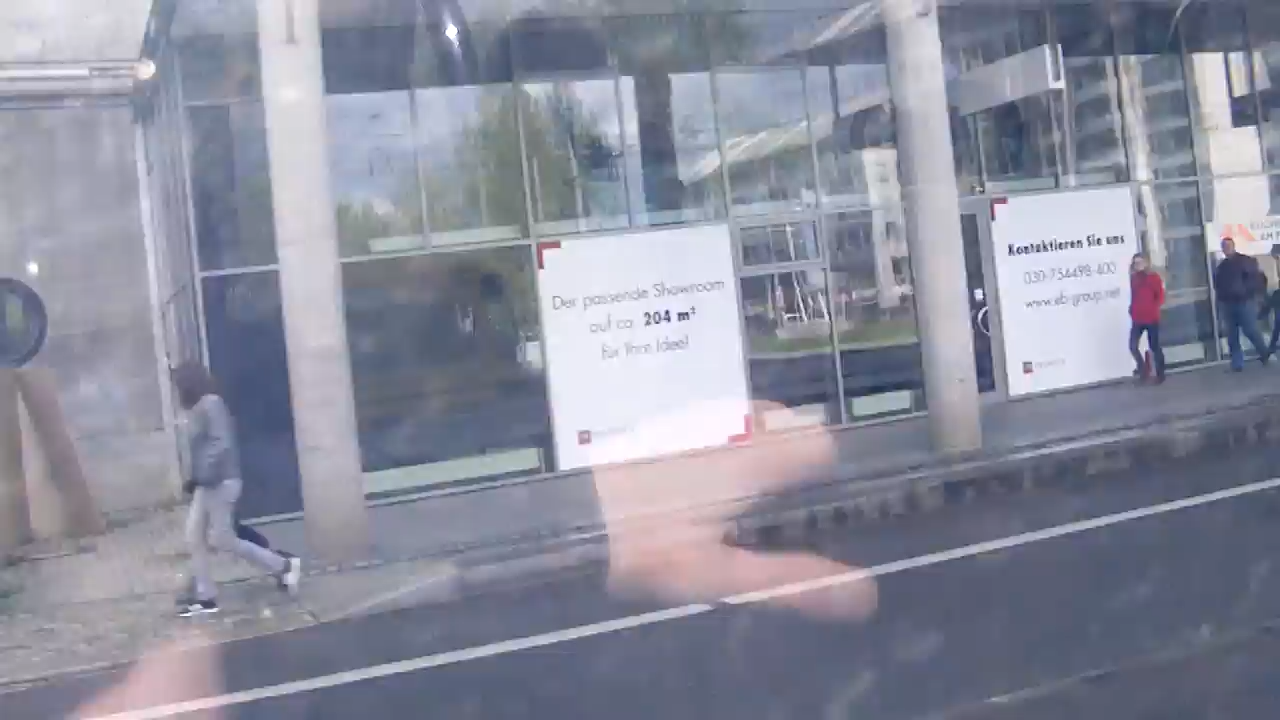 Der passende Showroom
auf ca. 204 m²
für Ihre Idee!
Kontaktieren Sie uns
030-754498-400
www.eb-group.net